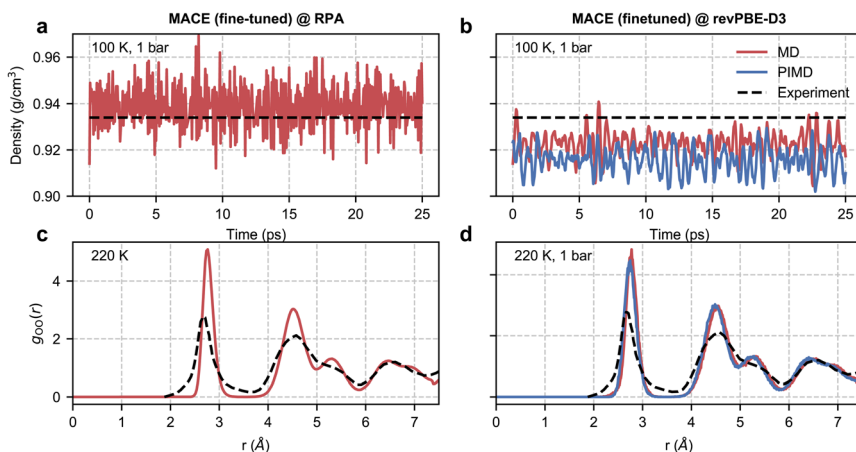 MACE (fine-tuned) @ RPA
MACE (finetuned) @ revPBE-D3
a
100 K, 1 bar
0.96
0.94
0.92
0.90
Density (g/cm³)
0 5 10 15 20 25
Time (ps)
b
100 K, 1 bar
MD
PIMD
Experiment
0 5 10 15 20 25
Time (ps)
c
220 K
4
2
0
gOO(r)
0 1 2 3 4 5 6 7
r (Å)
d
220 K, 1 bar
0 1 2 3 4 5 6 7
r (Å)